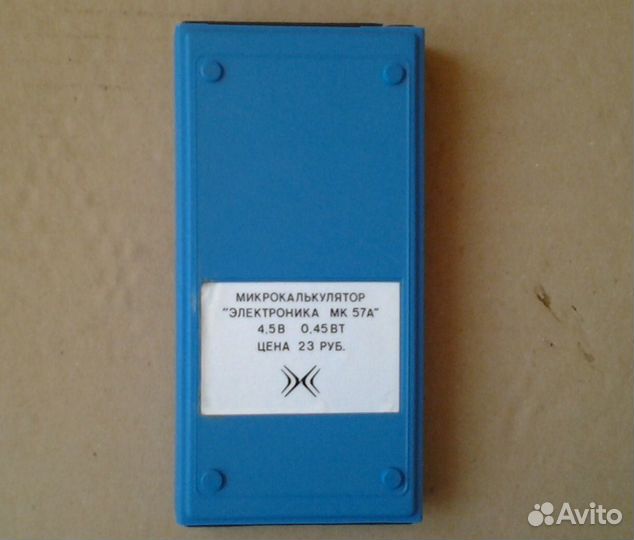 МИКРОКАЛЬКУЛЯТОР
"ЭЛЕКТРОНИКА МК 57А"
4,5В 0,45ВТ
ЦЕНА 23 РУБ.
Avito